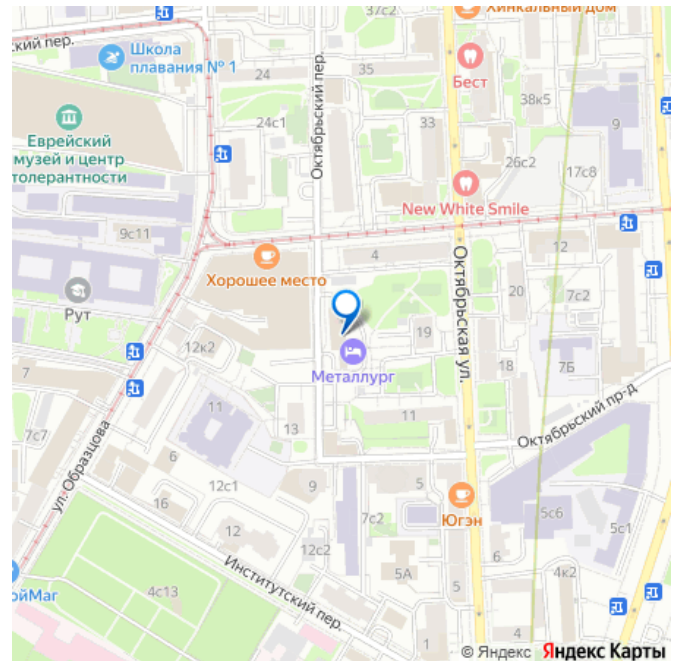 37с2
Хинкальный дом
ский пер.
Школа
плавания № 1
24
35
Бест
38к5
Октябрьский пер.
24с1
33
9
Еврейский
музей и центр
толерантности
26с2
17с8
New White Smile
9с11
4
12
Хорошее место
Октябрьская ул.
Рут
20
7с2
19
12к2
18
7Б
7
Металлург
11
11
Октябрьский пр-д
13
7с7
ул. Образцова
6
9
5
12с1
16
Югэн
5с6
7с2
5с1
12
12с2
6
Институтский пер.
5А
4к2
ойМаг
4с13
5
1
© Яндекс Яндекс Карты